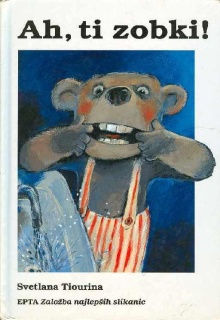 Ah, ti zobki!
Svetlana Tiourina
EPTA Založba najlepših slikanic